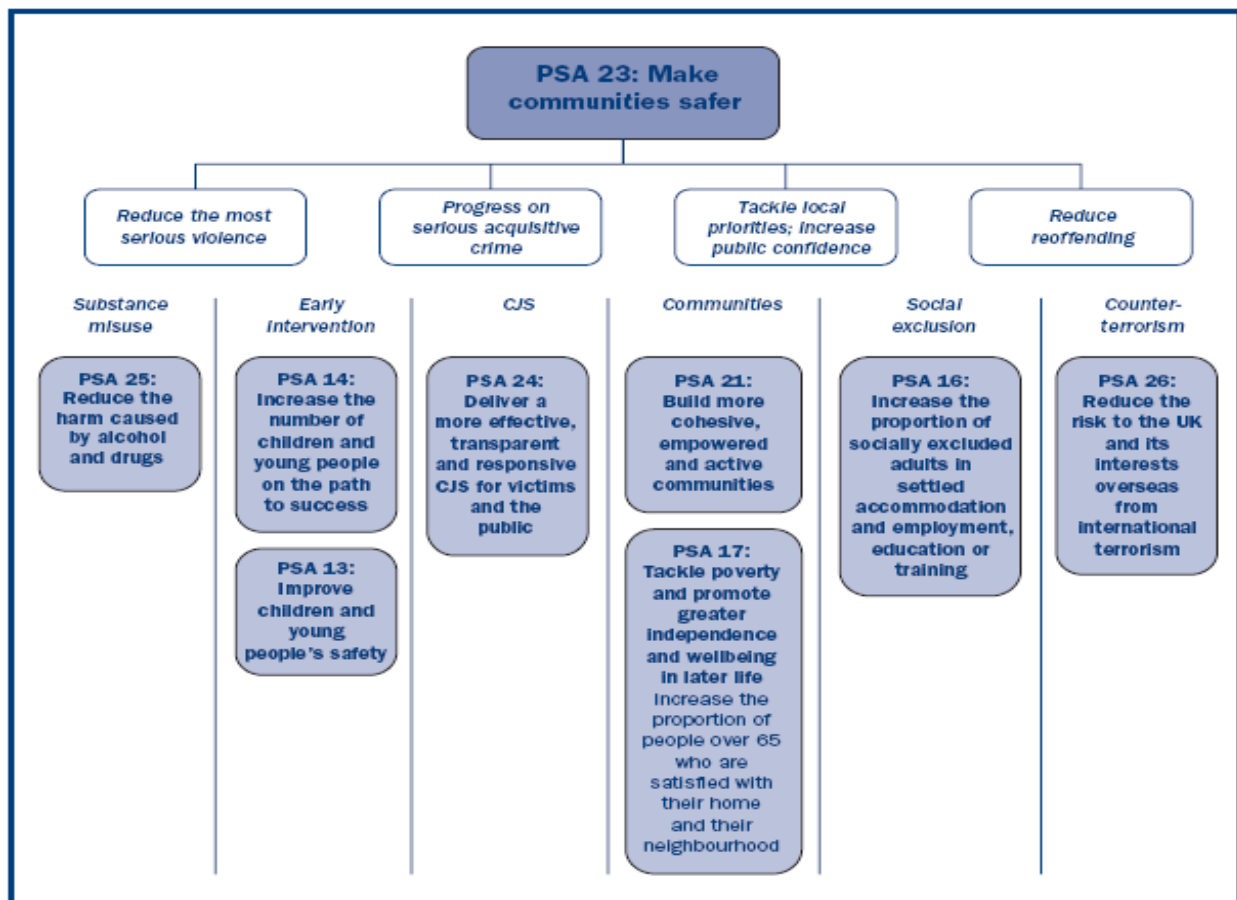 PSA 23: Make
communities safer
Reduce the most
serious violence
Progress on
serious acquisitive
crime
Tackle local
priorities; increase
public confidence
Reduce
reoffending
Substance
misuse
Early
intervention
CJS
Communities
Social
exclusion
Counter-
terrorism
PSA 25:
Reduce the
harm caused
by alcohol
and drugs
PSA 14:
Increase the
number of
children and
young people
on the path
to success
PSA 13:
Improve
children and
young
people's safety
PSA 24:
Deliver a
more effective,
transparent
and responsive
CJS for victims
and the
public
PSA 21:
Build more
cohesive,
empowered
and active
communities
PSA 17:
Tackle poverty
and promote
greater
independence
and wellbeing
in later life
Increase the
proportion of
people over 65
who are
satisfied with
their home
and their
neighbourhood
PSA 16:
Increase the
proportion of
socially excluded
adults in
settled
accommodation
and employment,
education or
training
PSA 26:
Reduce the
risk to the UK
and its
interests
overseas
from
international
terrorism